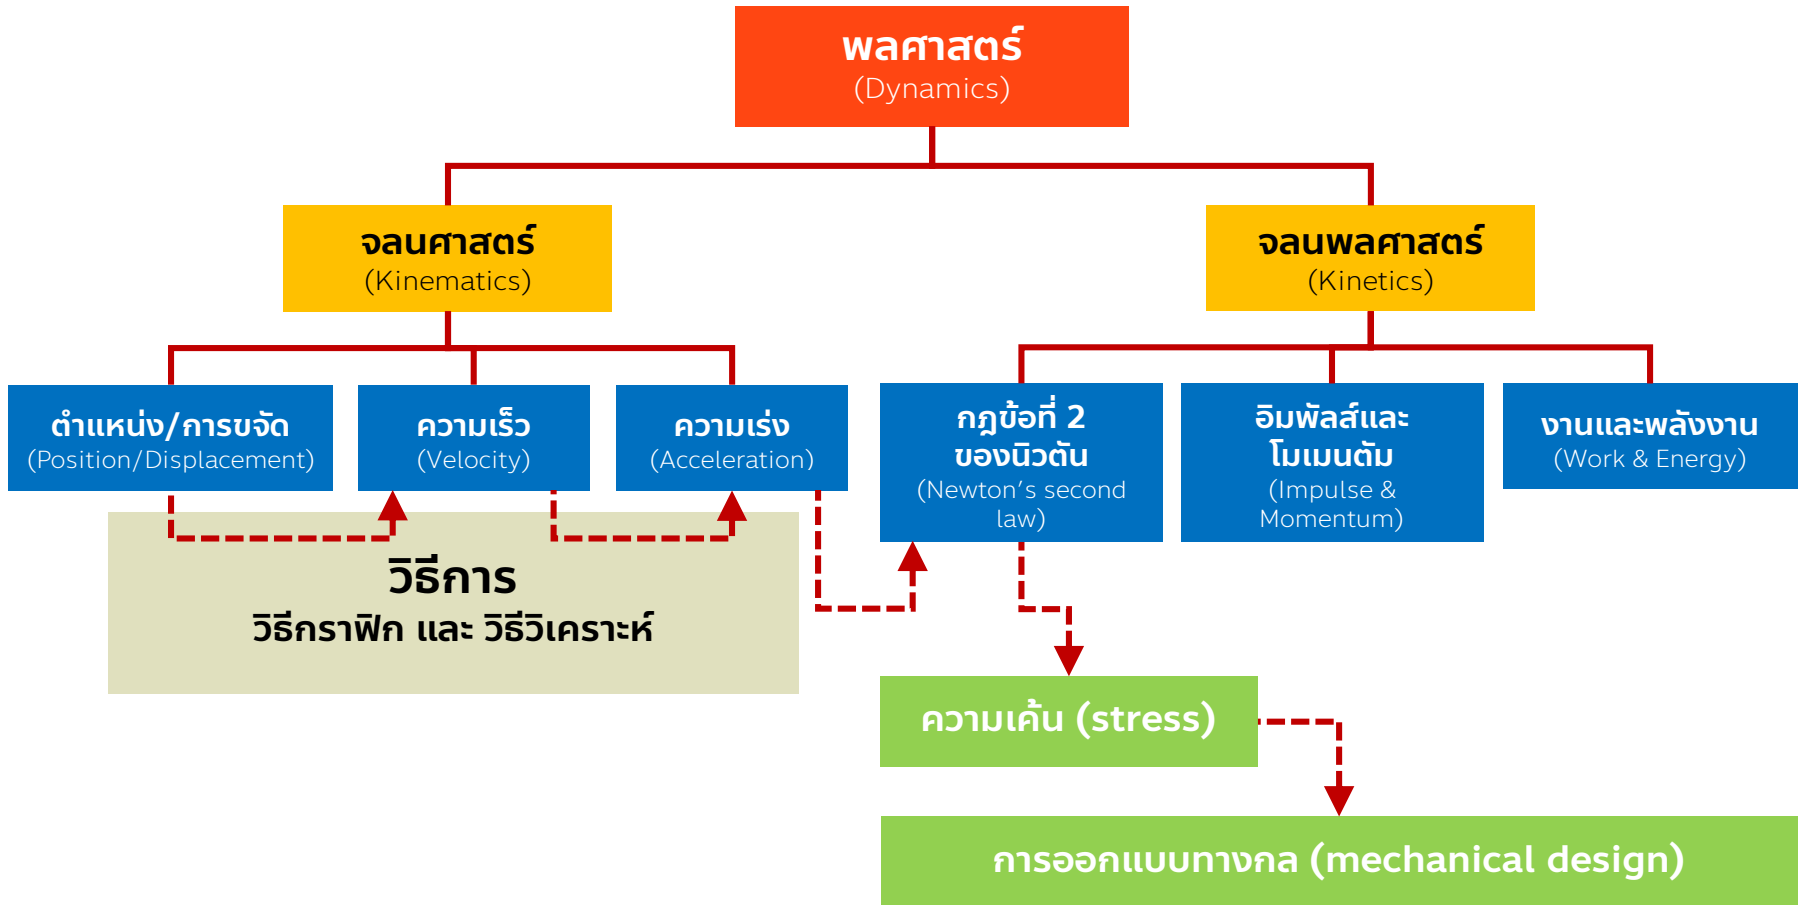 พลศาสตร์
(Dynamics)
จลนศาสตร์
(Kinematics)
จลนพลศาสตร์
(Kinetics)
ตำแหน่ง/การขจัด
(Position/Displacement)
ความเร็ว
(Velocity)
ความเร่ง
(Acceleration)
กฎข้อที่ 2
ของนิวตัน
(Newton’s second
law)
อิมพัลส์และ
โมเมนตัม
(Impulse &
Momentum)
งานและพลังงาน
(Work & Energy)
วิธีการ
วิธีกราฟิก และ วิธีวิเคราะห์
ความเค้น (stress)
การออกแบบทางกล (mechanical design)